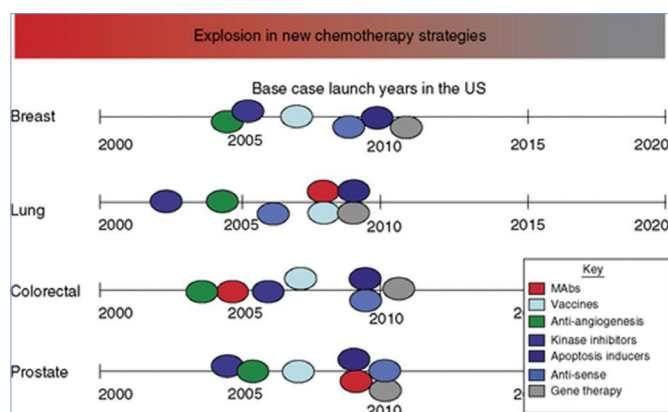 Explosion in new chemotherapy strategies
Base case launch years in the US
Breast
2000 2005 2010 2015 2020
Lung
2000 2005 2010 2015 2020
Colorectal
2000 2005 2010 2
Prostate
2000 2005 2010 2
Key
MAbs
Vaccines
Anti-angiogenesis
Kinase inhibitors
Apoptosis inducers
Anti-sense
Gene therapy